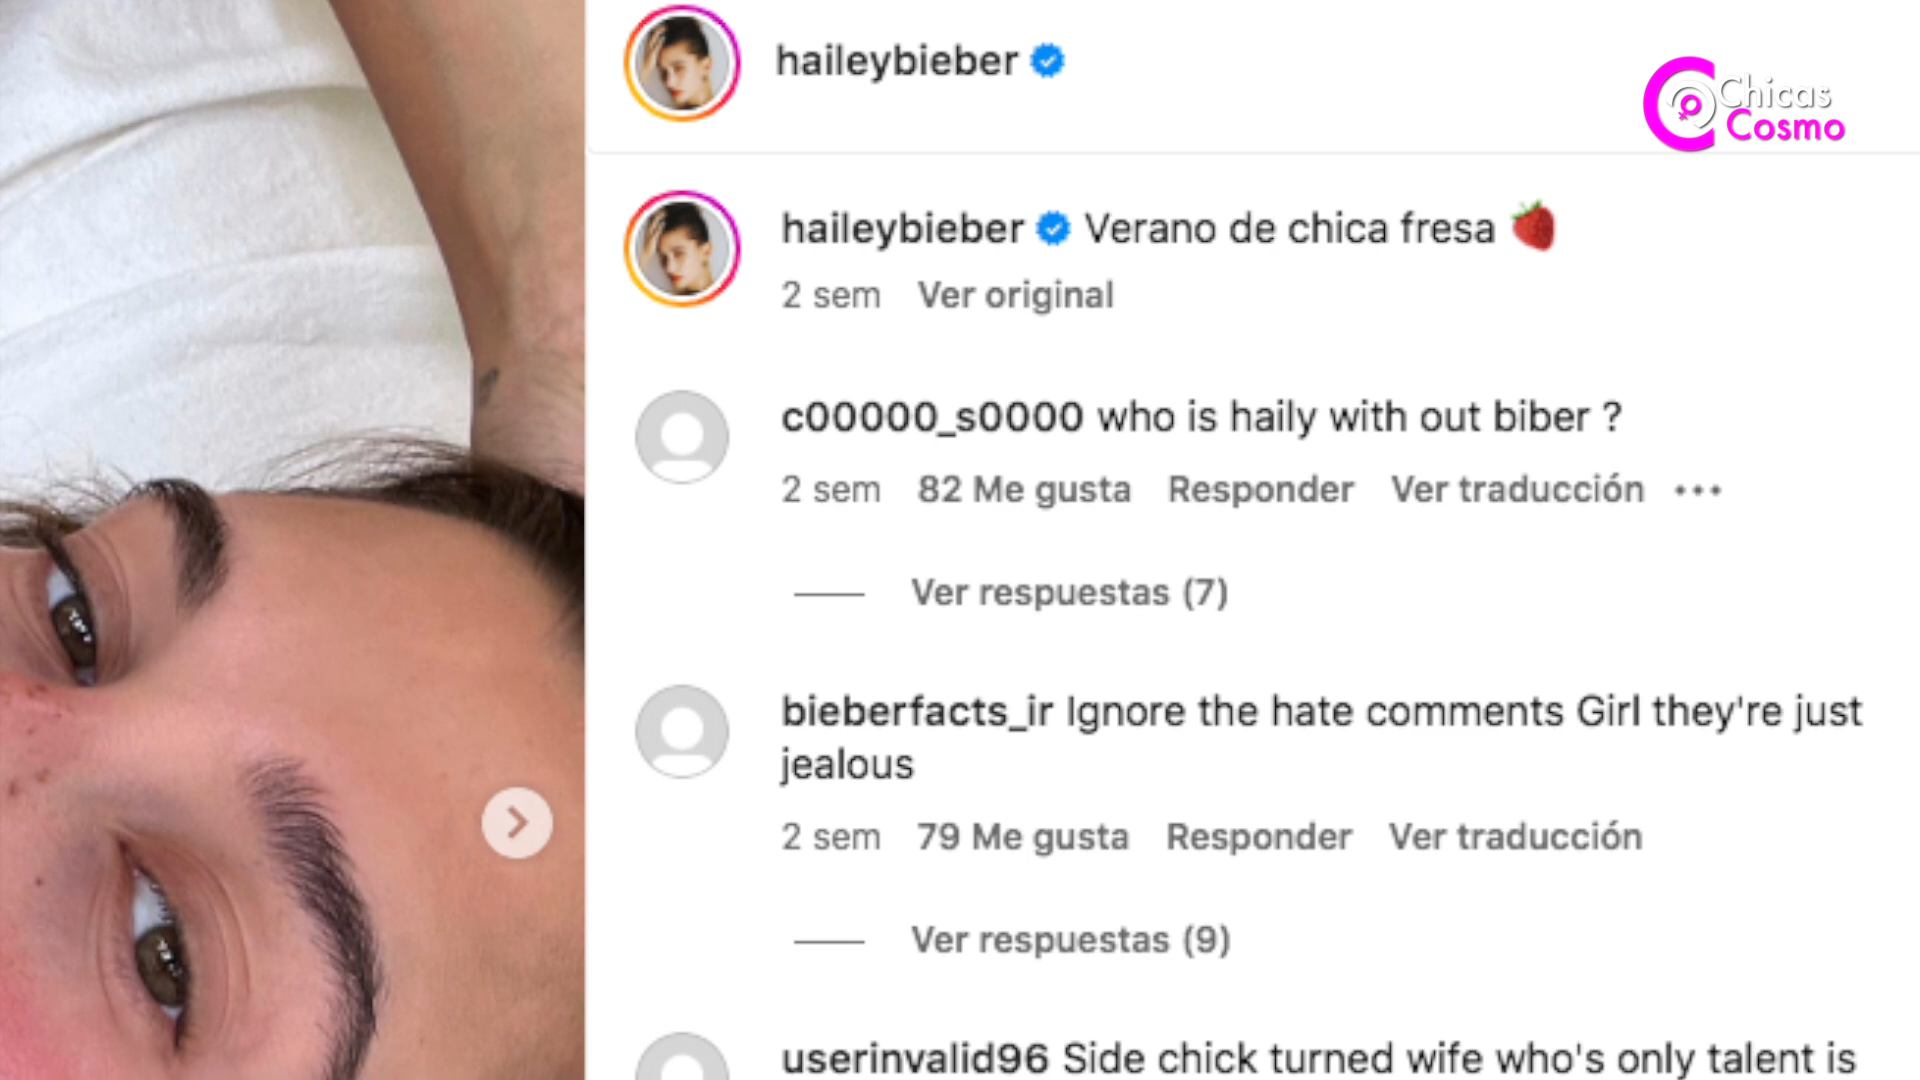 haileybieber
Chicas
Cosmo
haileybieber Verano de chica fresa 🍓
2 sem Ver original
c00000_s0000 who is haily with out biber ?
2 sem 82 Me gusta Responder Ver traducción ...
Ver respuestas (7)
bieberfacts_ir Ignore the hate comments Girl they're just
jealous
2 sem 79 Me gusta Responder Ver traducción
Ver respuestas (9)
userinvalid96 Side chick turned wife who's only talent is